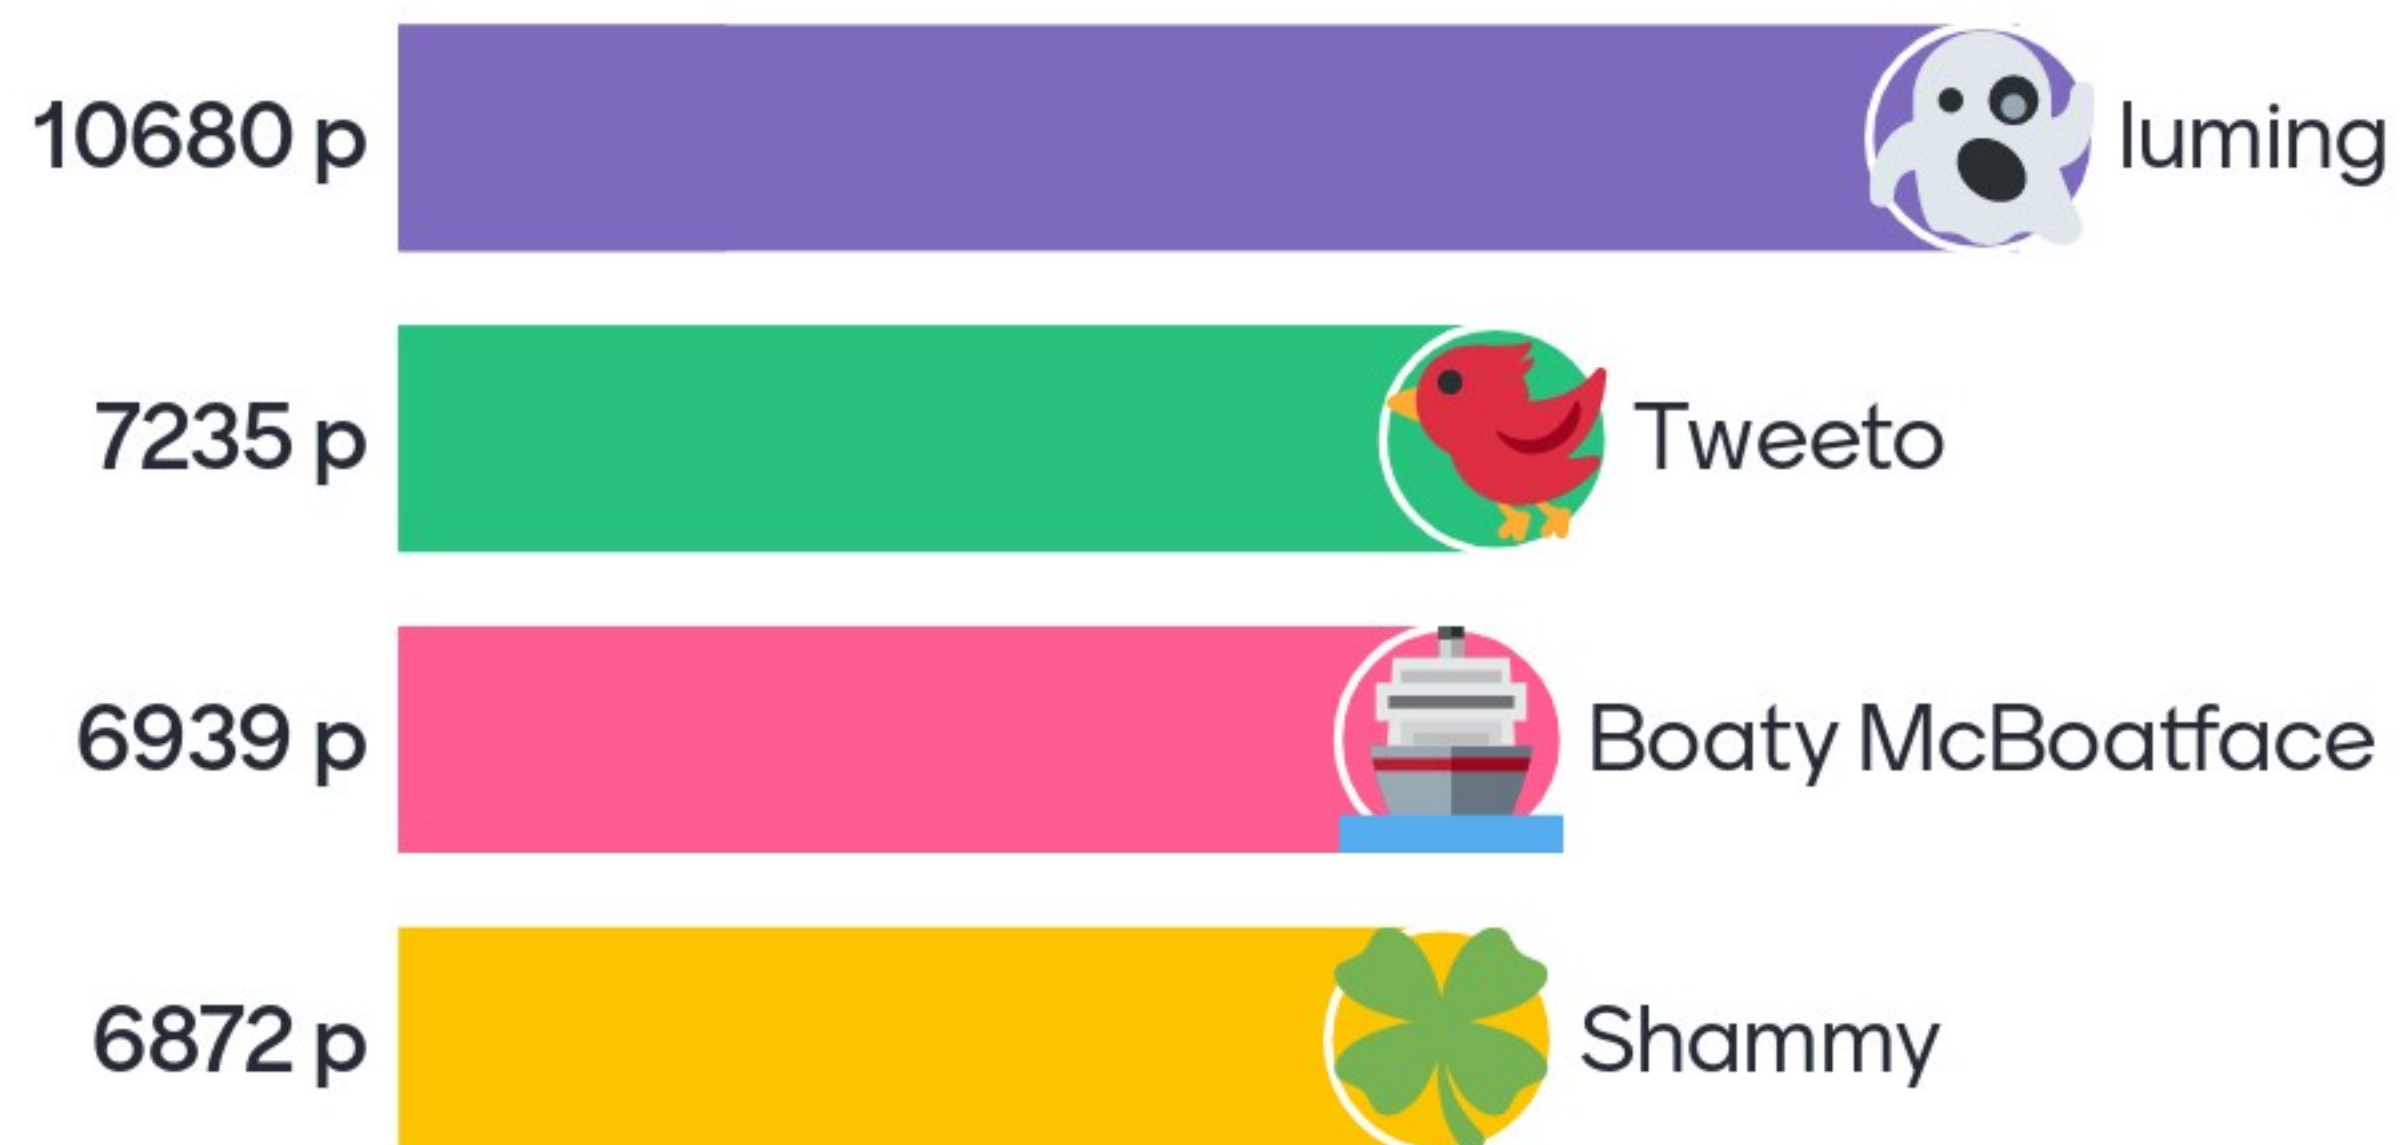 10680 p luming
7235 p Tweeto
6939 p Boaty McBoatface
6872 p Shammy